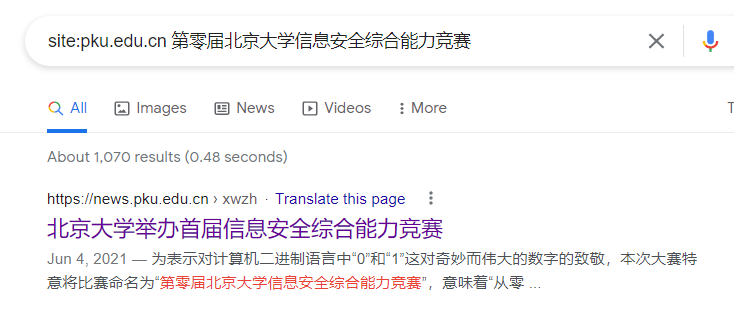 site:pku.edu.cn 第零届北京大学信息安全综合能力竞赛
All Images News Videos More T
About 1,070 results (0.48 seconds)
https://news.pku.edu.cn › xwzh · Translate this page
北京大学举办首届信息安全综合能力竞赛
Jun 4, 2021 — 为表示对计算机二进制语言中“0”和“1”这对奇妙而伟大的数字的致敬，本次大赛特
意将比赛命名为“第零届北京大学信息安全综合能力竞赛”，意味着“从零 ...